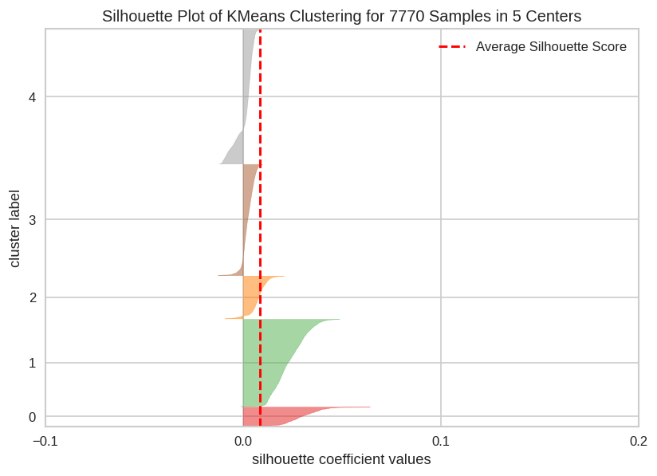 Silhouette Plot of KMeans Clustering for 7770 Samples in 5 Centers
Average Silhouette Score
cluster label
4
3
2
1
0
−0.1 0.0 0.1 0.2
silhouette coefficient values